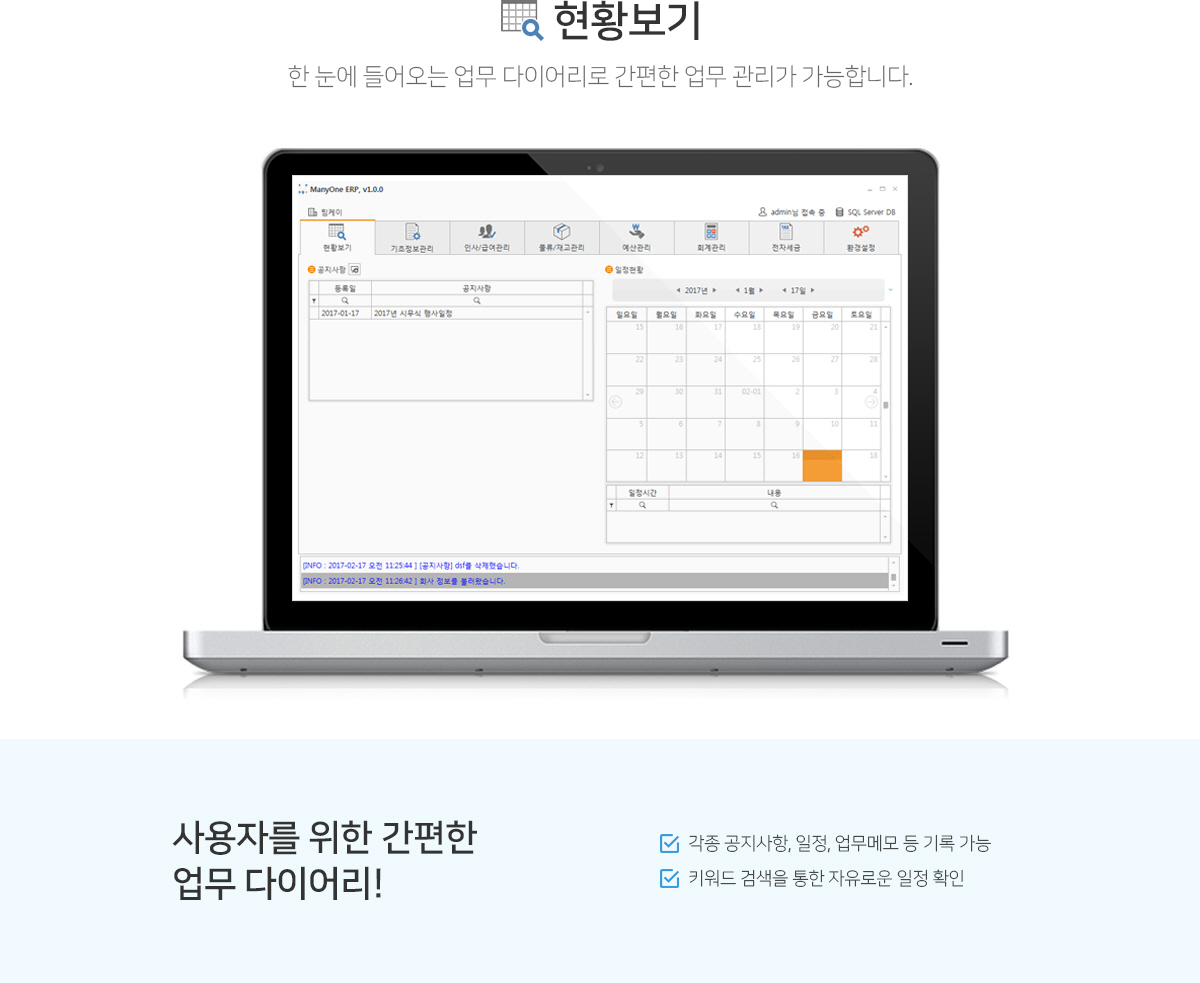 현황보기
한 눈에 들어오는 업무 다이어리로 간편한 업무 관리가 가능합니다.
ManyOne ERP, v1.0.0
팀케이
admin님 접속 중
SQL Server DB
현황보기
기초정보관리
인사/급여관리
물류/재고관리
예산관리
회계관리
전자세금
환경설정
공지사항
등록일 공지사항
2017-01-17 2017년 시무식 행사일정
일정현황
2017년 1월 17일
일요일 월요일 화요일 수요일 목요일 금요일 토요일
15 16 17 18 19 20 21
22 23 24 25 26 27 28
29 30 31 02-01 2 3 4
5 6 7 8 9 10 11
12 13 14 15 16 18
일정시간 내용
[INFO : 2017-02-17 오전 11:25:44 ] [공지사항] dsf를 삭제했습니다.
[INFO : 2017-02-17 오전 11:26:42 ] 회사 정보를 불러왔습니다.
사용자를 위한 간편한
업무 다이어리!
각종 공지사항, 일정, 업무메모 등 기록 가능
키워드 검색을 통한 자유로운 일정 확인